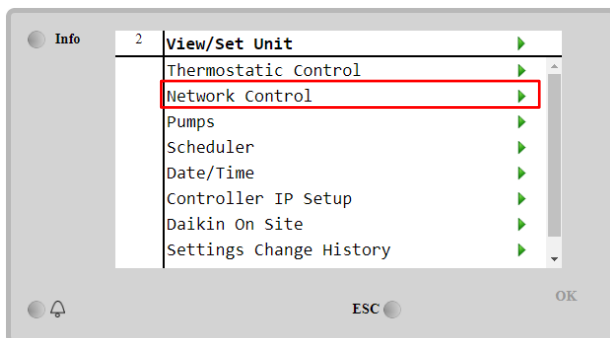 Info
2 View/Set Unit
Thermostatic Control
Network Control
Pumps
Scheduler
Date/Time
Controller IP Setup
Daikin On Site
Settings Change History
ESC
OK